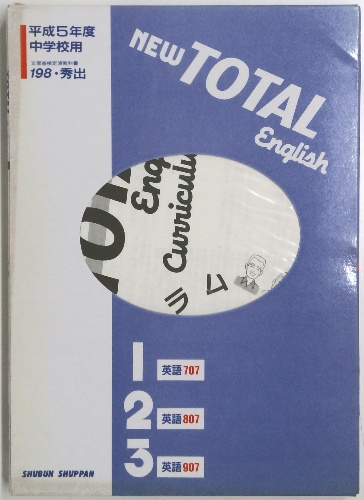 平成5年度
中学校用
文部省検定済教科書
198・秀出
NEW TOTAL
English
Eng
Curriculu
ラム
1 英語707
2 英語807
3 英語907
SHUBUN SHUPPAN